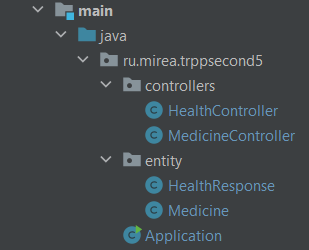 main
java
ru.mirea.trppsecond5
controllers
HealthController
MedicineController
entity
HealthResponse
Medicine
Application